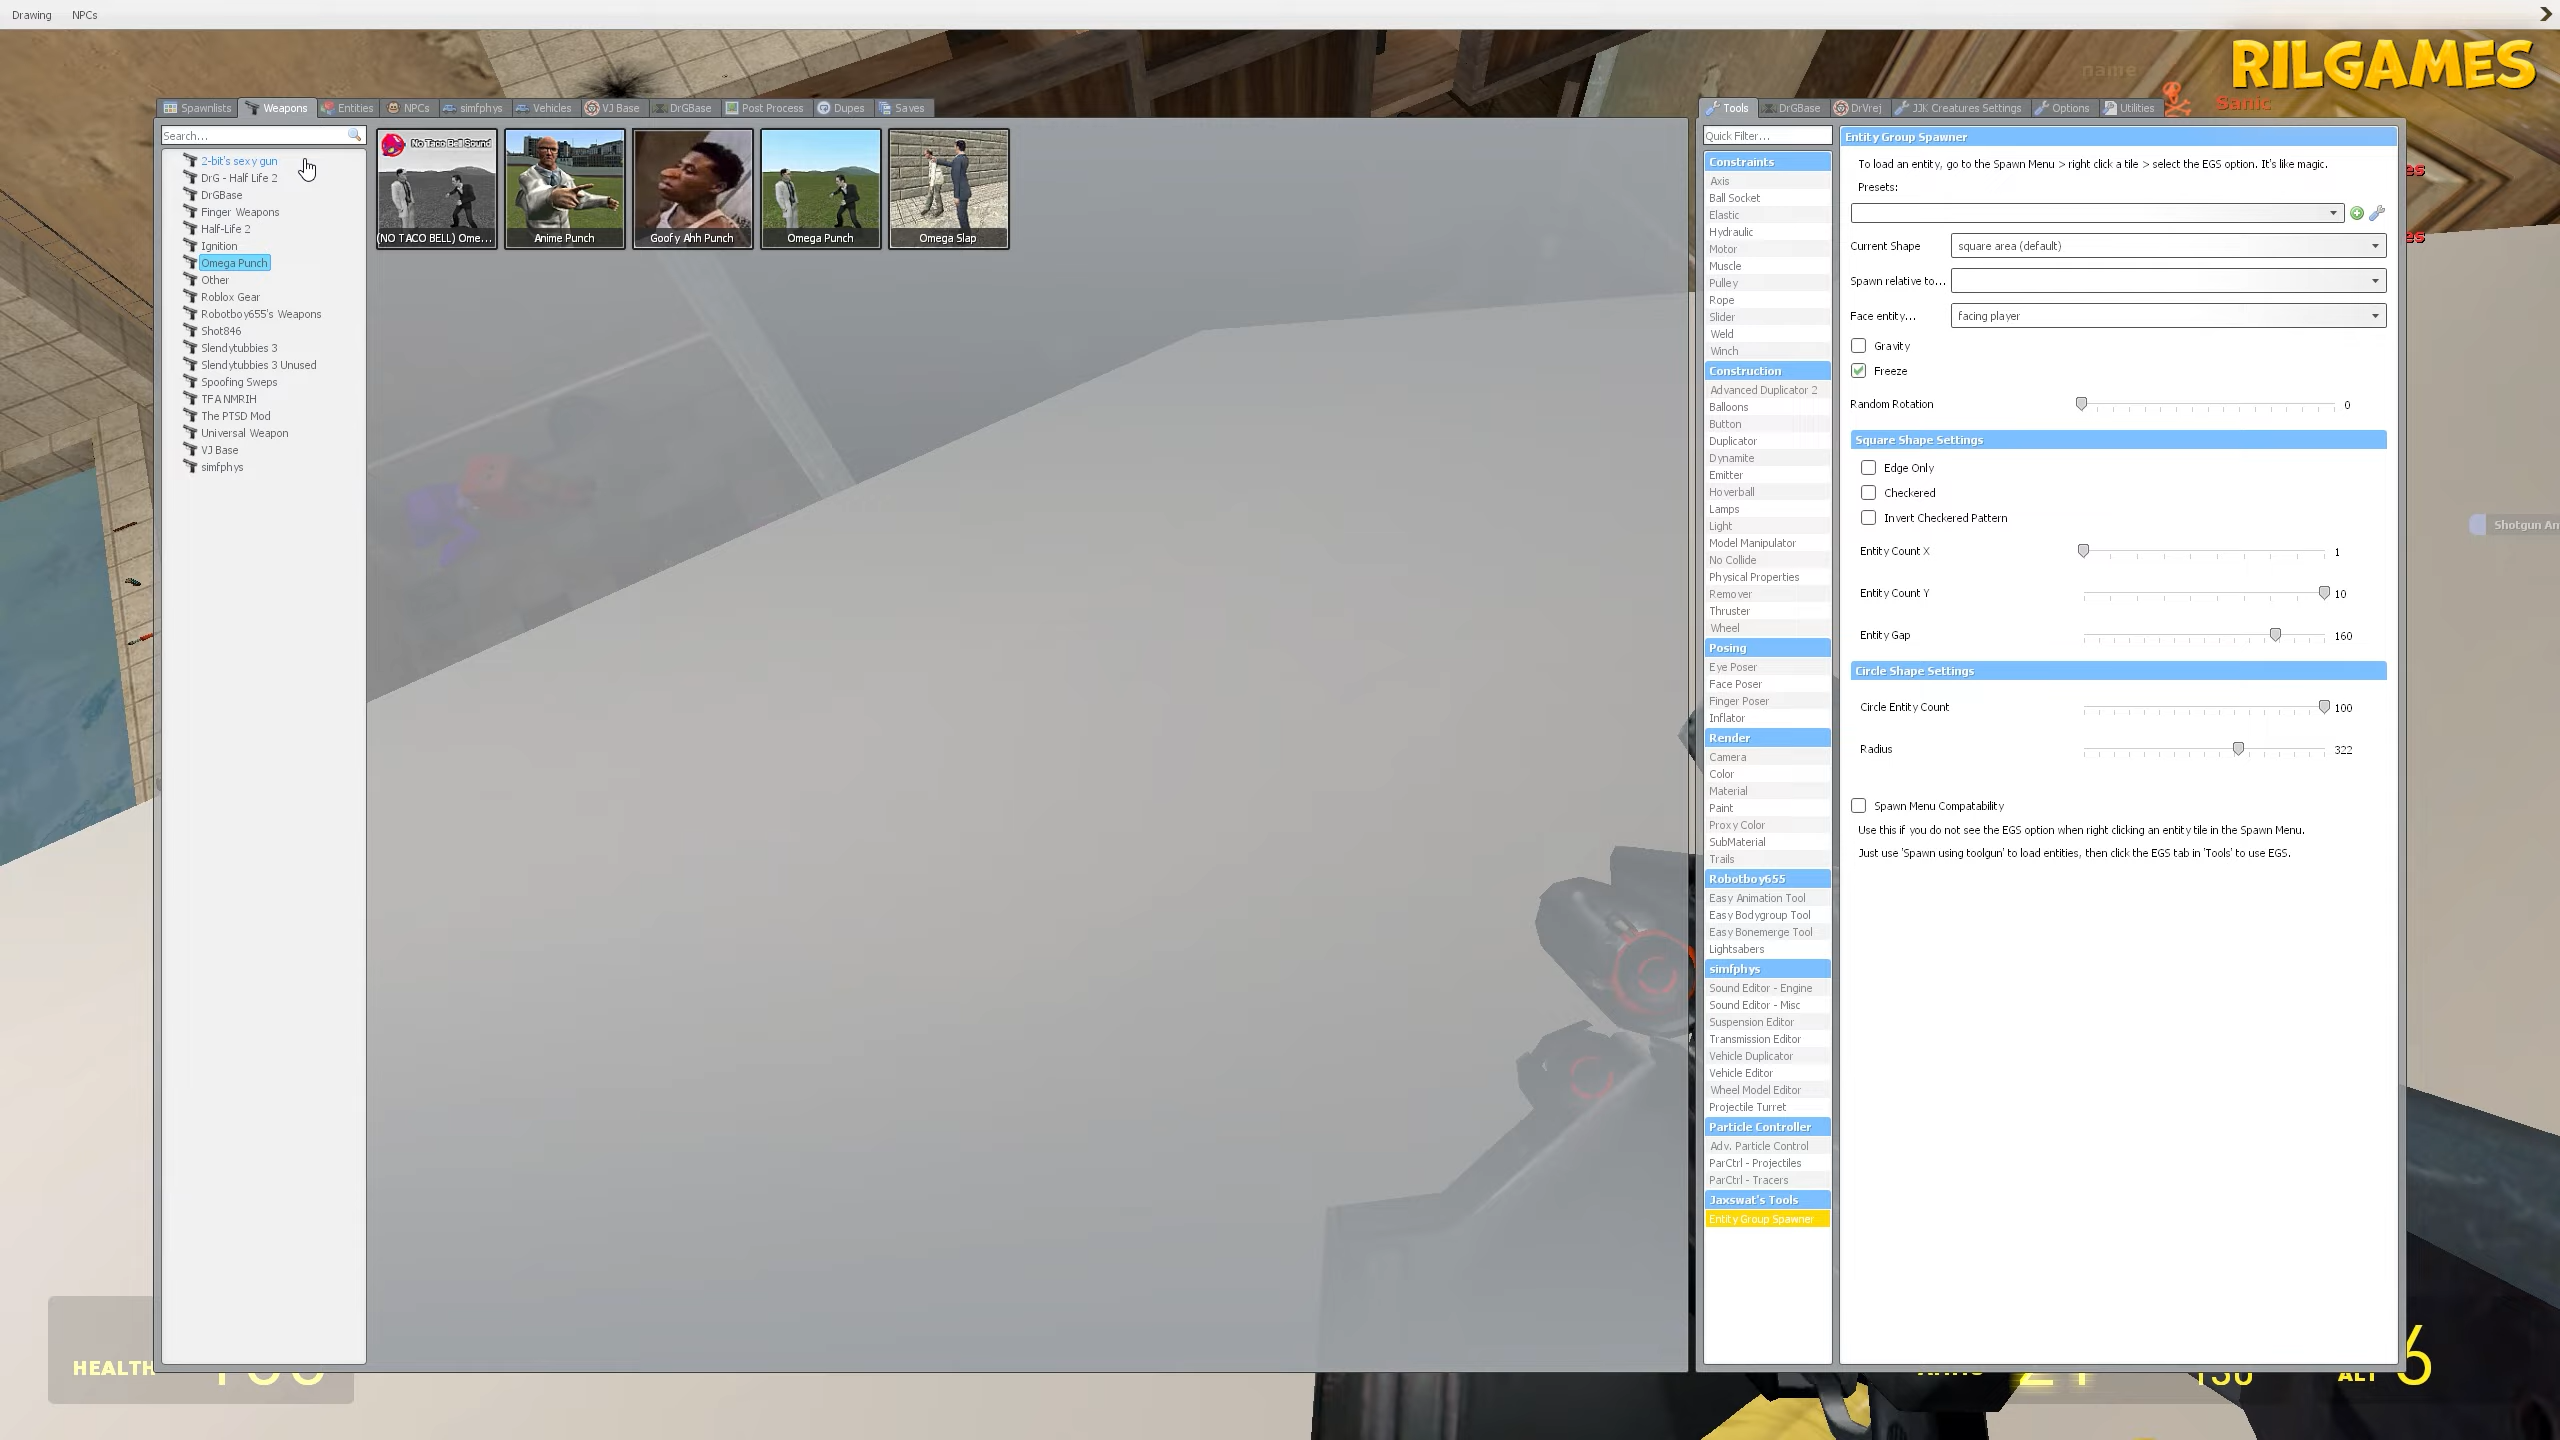 Drawing NPCs
RILGAMES
name
Sanic
Spawnlists Weapons Entities NPCs simfphys Vehicles VJ Base DrGBase Post Process Dupes Saves
Search...
2-bit's sexy gun
DrG - Half Life 2
DrGBase
Finger Weapons
Half-Life 2
Ignition
Omega Punch
Other
Roblox Gear
Robotboy655's Weapons
Shot846
Slendytubbies 3
Slendytubbies 3 Unused
Spoofing Sweps
TFA NMRIH
The PTSD Mod
Universal Weapon
VJ Base
simfphys
No Taco Bell Sound
(NO TACO BELL) Ome...
Anime Punch
Goofy Ahh Punch
Omega Punch
Omega Slap
Tools DrGBase DrVrej JJK Creatures Settings Options Utilities
Quick Filter...
Constraints
Axis
Ball Socket
Elastic
Hydraulic
Motor
Muscle
Pulley
Rope
Slider
Weld
Winch
Construction
Advanced Duplicator 2
Balloons
Button
Duplicator
Dynamite
Emitter
Hoverball
Lamps
Light
Model Manipulator
No Collide
Physical Properties
Remover
Thruster
Wheel
Posing
Eye Poser
Face Poser
Finger Poser
Inflator
Render
Camera
Color
Material
Paint
Proxy Color
SubMaterial
Trails
Robotboy655
Easy Animation Tool
Easy Bodygroup Tool
Easy Bonemerge Tool
Lightsabers
simfphys
Sound Editor - Engine
Sound Editor - Misc
Suspension Editor
Transmission Editor
Vehicle Duplicator
Vehicle Editor
Wheel Model Editor
Projectile Turret
Particle Controller
Adv. Particle Control
ParCtrl - Projectiles
ParCtrl - Tracers
Jaxswat's Tools
Entity Group Spawner
Entity Group Spawner
To load an entity, go to the Spawn Menu > right click a tile > select the EGS option. It's like magic.
Presets:
Current Shape square area (default)
Spawn relative to...
Face entity... facing player
Gravity
Freeze
Random Rotation 0
Square Shape Settings
Edge Only
Checkered
Invert Checkered Pattern
Entity Count X 1
Entity Count Y 10
Entity Gap 160
Circle Shape Settings
Circle Entity Count 100
Radius 322
Spawn Menu Compatability
Use this if you do not see the EGS option when right clicking an entity tile in the Spawn Menu.
Just use 'Spawn using toolgun' to load entities, then click the EGS tab in 'Tools' to use EGS.
es
es
Shotgun Am
HEALTH
ALT 6